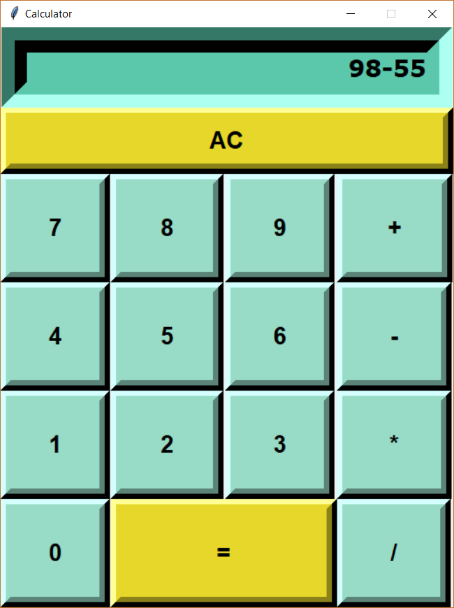 Calculator
98-55
AC
7 8 9 +
4 5 6 -
1 2 3 *
0 = /